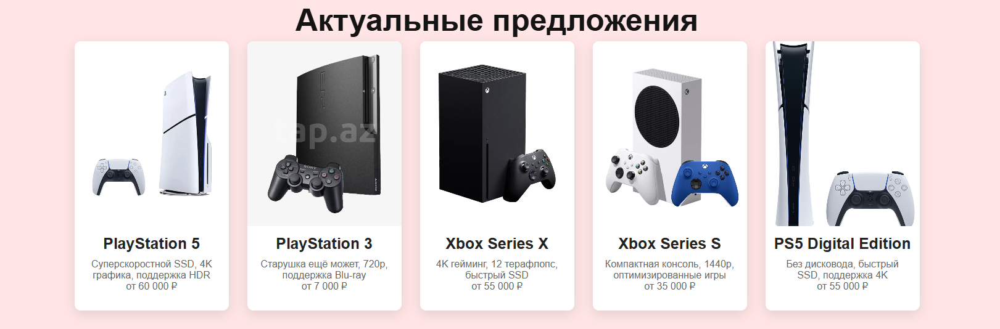 Актуальные предложения
tap.az
SONY
SONY
PlayStation 5
Суперскоростной SSD, 4K
графика, поддержка HDR
от 60 000 ₽
PlayStation 3
Старушка ещё может, 720p,
поддержка Blu-ray
от 7 000 ₽
Xbox Series X
4K гейминг, 12 терафлопс,
быстрый SSD
от 55 000 ₽
Xbox Series S
Компактная консоль, 1440p,
оптимизированные игры
от 35 000 ₽
PS5 Digital Edition
Без дисковода, быстрый
SSD, поддержка 4K
от 55 000 ₽